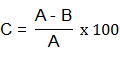 C = A - B / A x 100